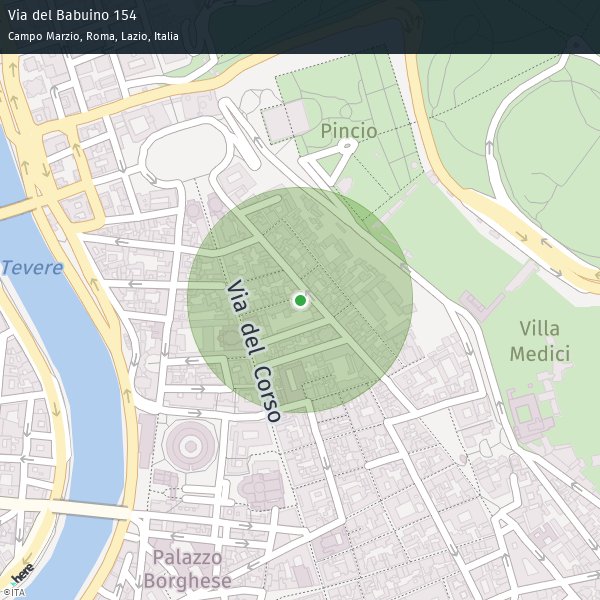 Via del Babuino 154
Campo Marzio, Roma, Lazio, Italia
Pincio
Tevere
Via del Corso
Villa
Medici
Palazzo
Borghese
here
©ITA